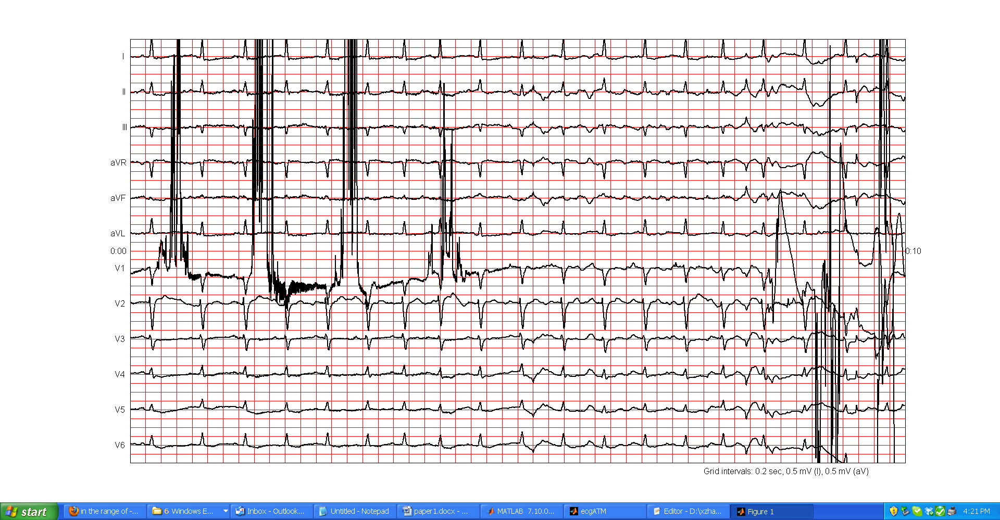 I
II
III
aVR
aVF
aVL
0:00
0:10
V1
V2
V3
V4
V5
V6
Grid intervals: 0.2 sec, 0.5 mV (I), 0.5 mV (aV)
start
in the range of -...
6 Windows E...
Inbox - Outlook...
Untitled - Notepad
paper1.docx - ...
MATLAB 7.10.0...
ecgATM
Editor - D:\xzha...
Figure 1
4:21 PM